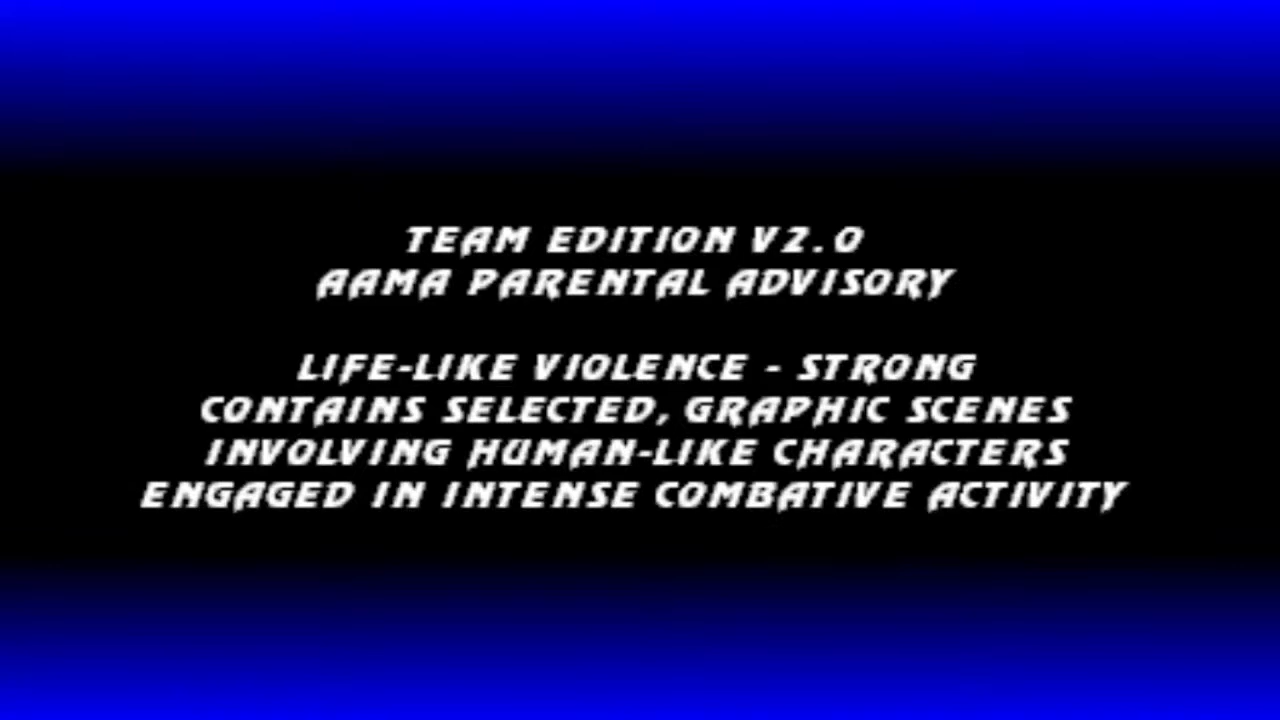 TEAM EDITION V2.0
AAMA PARENTAL ADVISORY
LIFE-LIKE VIOLENCE - STRONG
CONTAINS SELECTED, GRAPHIC SCENES
INVOLVING HUMAN-LIKE CHARACTERS
ENGAGED IN INTENSE COMBATIVE ACTIVITY